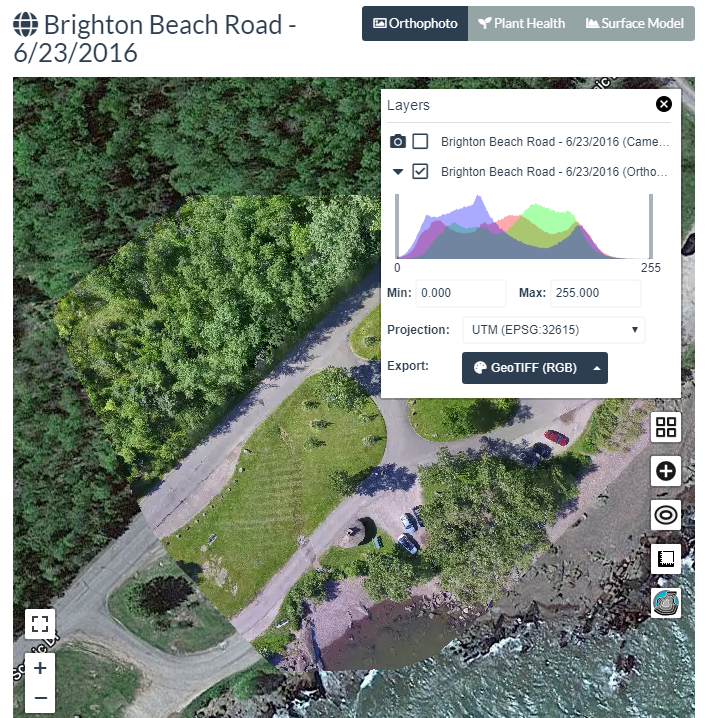 Brighton Beach Road -
6/23/2016
Orthophoto
Plant Health
Surface Model
Layers
Brighton Beach Road - 6/23/2016 (Came...
Brighton Beach Road - 6/23/2016 (Ortho...
0
255
Min:
0.000
Max:
255.000
Projection:
UTM (EPSG:32615)
Export:
GeoTIFF (RGB)
+
−